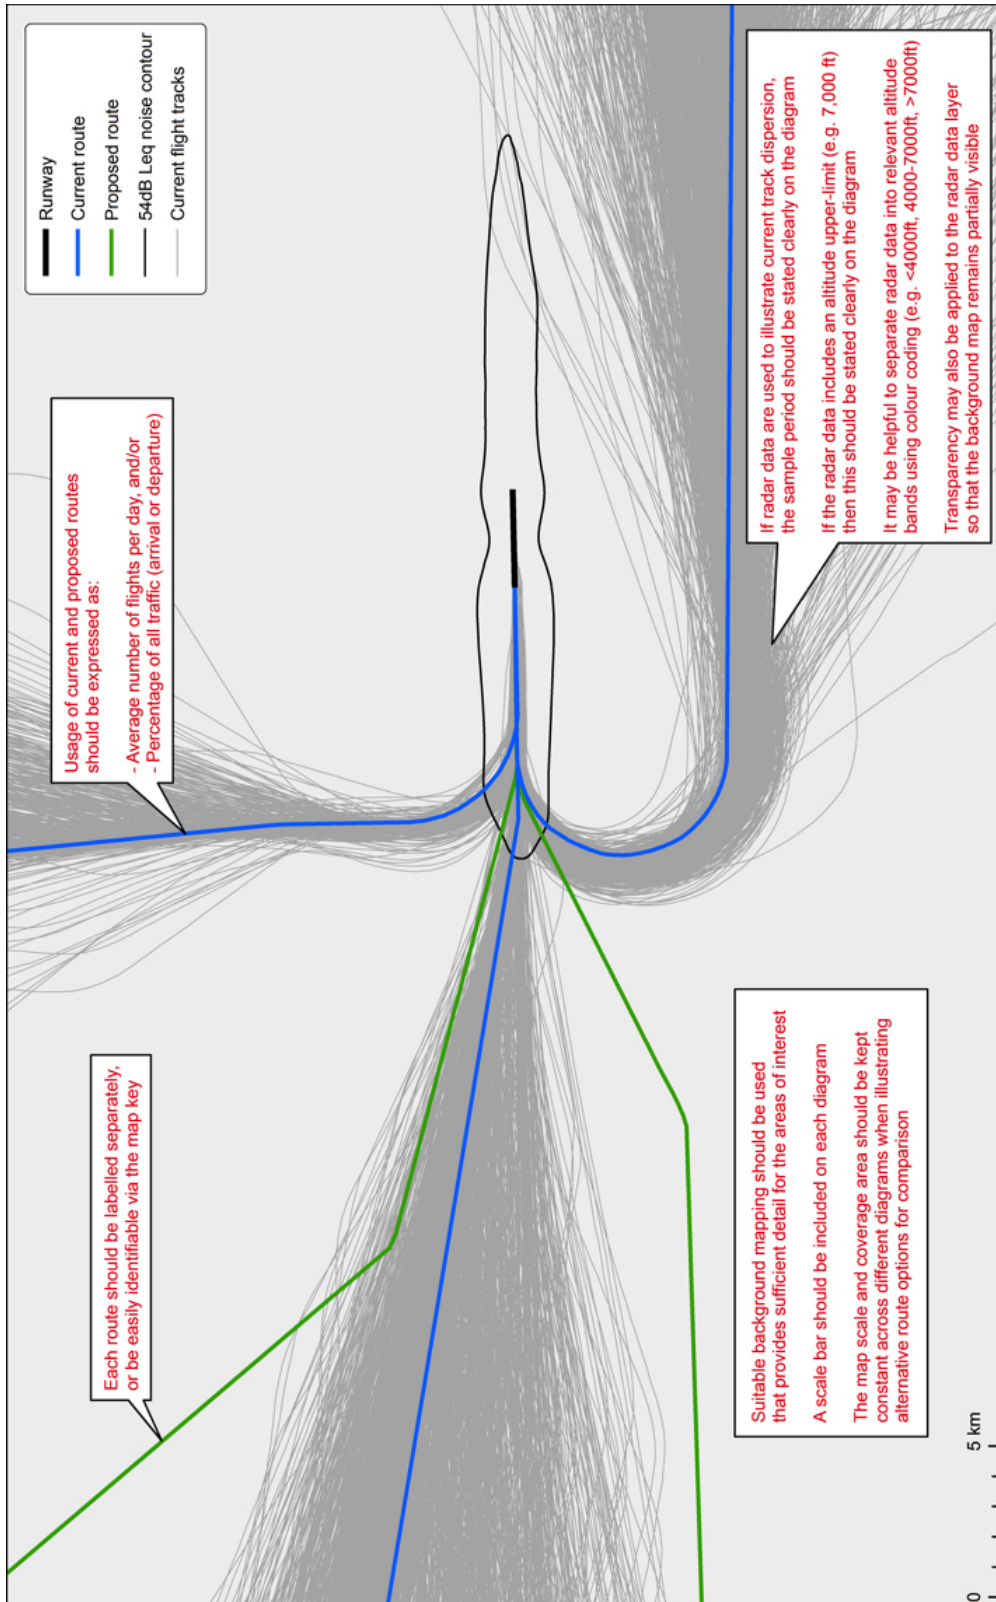 Runway
Current route
Proposed route
54dB Leq noise contour
Current flight tracks
Usage of current and proposed routes
should be expressed as:
- Average number of flights per day, and/or
- Percentage of all traffic (arrival or departure)
Each route should be labelled separately,
or be easily identifiable via the map key
If radar data are used to illustrate current track dispersion,
the sample period should be stated clearly on the diagram
If the radar data includes an altitude upper-limit (e.g. 7,000 ft)
then this should be stated clearly on the diagram
It may be helpful to separate radar data into relevant altitude
bands using colour coding (e.g. <4000ft, 4000-7000ft, >7000ft)
Transparency may also be applied to the radar data layer
so that the background map remains partially visible
Suitable background mapping should be used
that provides sufficient detail for the areas of interest
A scale bar should be included on each diagram
The map scale and coverage area should be kept
constant across different diagrams when illustrating
alternative route options for comparison
0
5 km